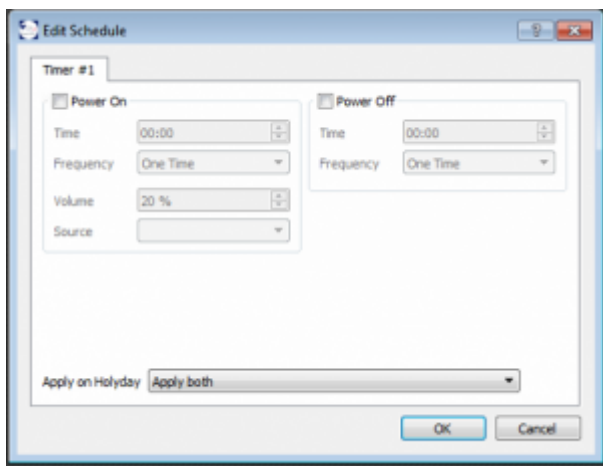 Edit Schedule
Timer #1
Power On
Time 00:00
Frequency One Time
Volume 20 %
Source
Power Off
Time 00:00
Frequency One Time
Apply on Holyday Apply both
OK Cancel